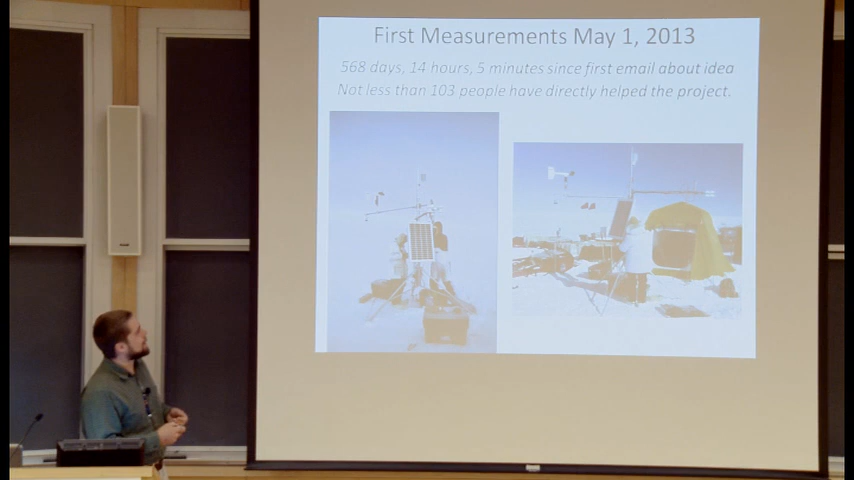 First Measurements May 1, 2013
568 days, 14 hours, 5 minutes since first email about idea
Not less than 103 people have directly helped the project.